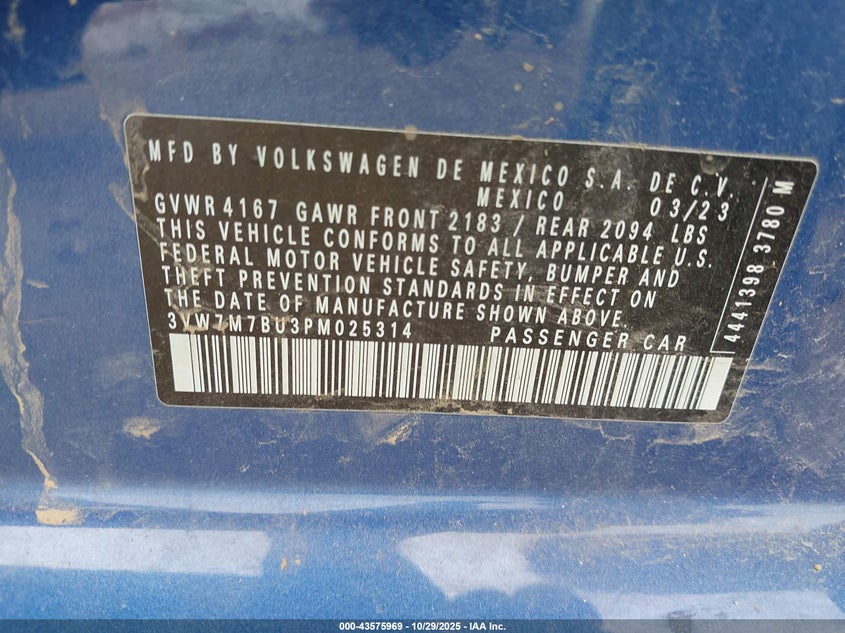 MFD BY VOLKSWAGEN DE MEXICO S.A. DE C.V.
MEXICO 03/23
GVWR 4167 GAWR FRONT 2183 / REAR 2094 LBS
THIS VEHICLE CONFORMS TO ALL APPLICABLE U.S.
FEDERAL MOTOR VEHICLE SAFETY, BUMPER AND
THEFT PREVENTION STANDARDS IN EFFECT ON
THE DATE OF MANUFACTURE SHOWN ABOVE.
3VW7M7BU3PM025314 PASSENGER CAR
4441398 3780 M
000-43575969 - 10/29/2025 - IAA Inc.